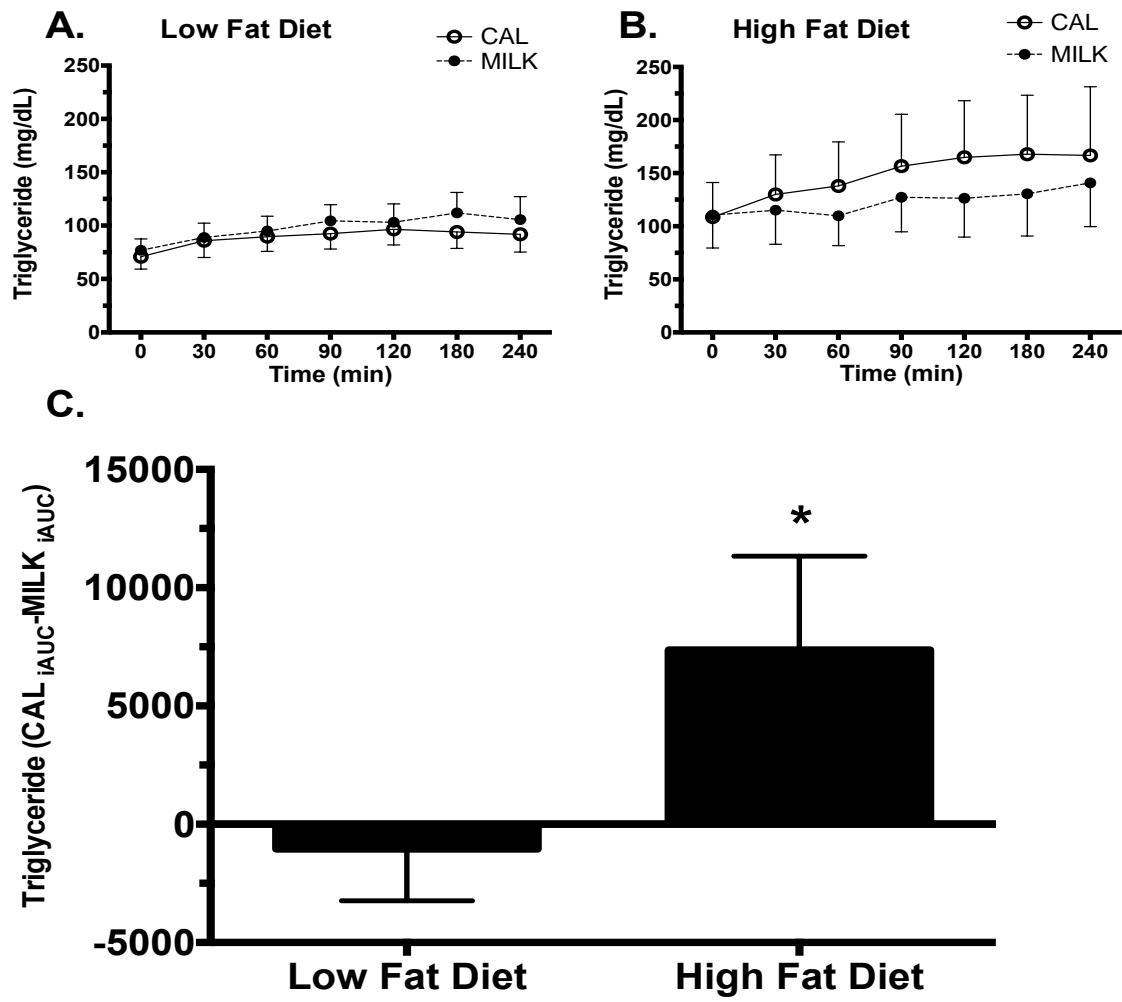 A.
Low Fat Diet
CAL
MILK
Triglyceride (mg/dL)
250
200
150
100
50
0
0 30 60 90 120 180 240
Time (min)
B.
High Fat Diet
CAL
MILK
Triglyceride (mg/dL)
250
200
150
100
50
0
0 30 60 90 120 180 240
Time (min)
C.
Triglyceride (CAL iAUC-MILK iAUC)
15000
10000
5000
0
-5000
*
Low Fat Diet High Fat Diet